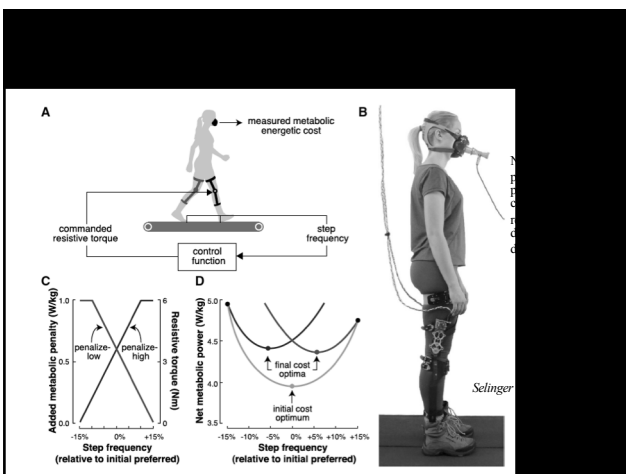 A
measured metabolic
energetic cost
commanded
resistive torque
step
frequency
control
function
B
C
Added metabolic penalty (W/kg)
1.0
0.5
0.0
penalize-
low
penalize-
high
6
3
0
Resistive torque (Nm)
-15%
0%
+15%
Step frequency
(relative to initial preferred)
D
Net metabolic power (W/kg)
5.0
4.5
4.0
3.5
final cost
optima
initial cost
optimum
-15%
-10%
-5%
0%
+5%
+10%
+15%
Step frequency
(relative to initial preferred)
Selinger